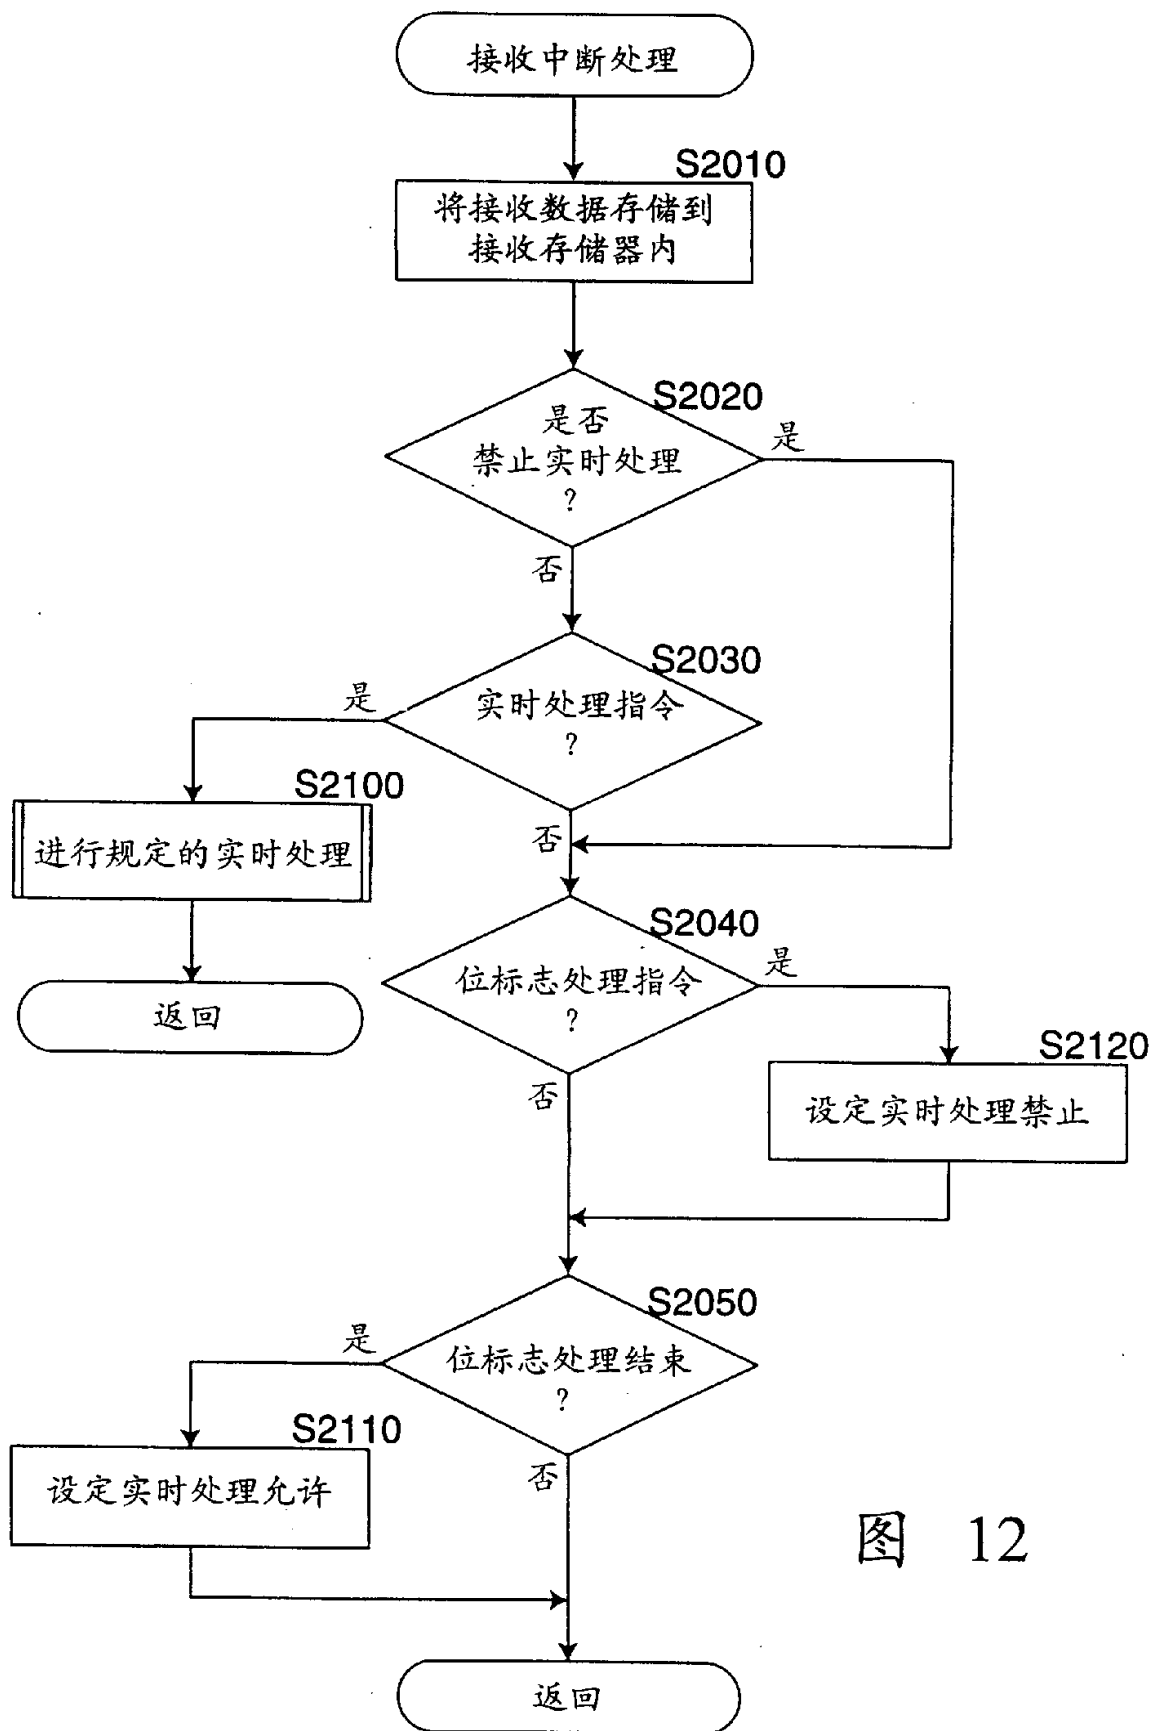 接收中断处理
S2010
将接收数据存储到
接收存储器内
S2020
是否
禁止实时处理
?
是
否
S2030
实时处理指令
?
是
否
S2100
进行规定的实时处理
返回
S2040
位标志处理指令
?
是
否
S2120
设定实时处理禁止
S2050
位标志处理结束
?
是
否
S2110
设定实时处理允许
返回
图 12